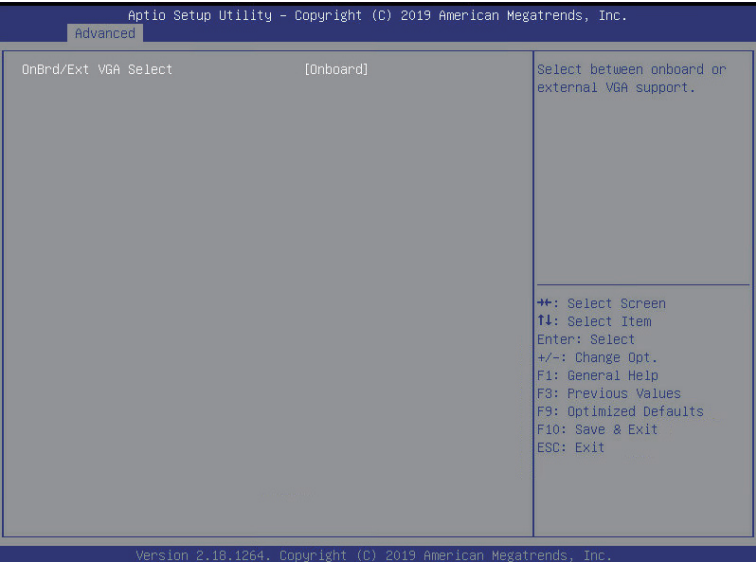 Aptio Setup Utility – Copyright (C) 2019 American Megatrends, Inc.
Advanced
OnBrd/Ext VGA Select [Onboard]
Select between onboard or
external VGA support.
→←: Select Screen
↑↓: Select Item
Enter: Select
+/-: Change Opt.
F1: General Help
F3: Previous Values
F9: Optimized Defaults
F10: Save & Exit
ESC: Exit
Version 2.18.1264. Copyright (C) 2019 American Megatrends, Inc.